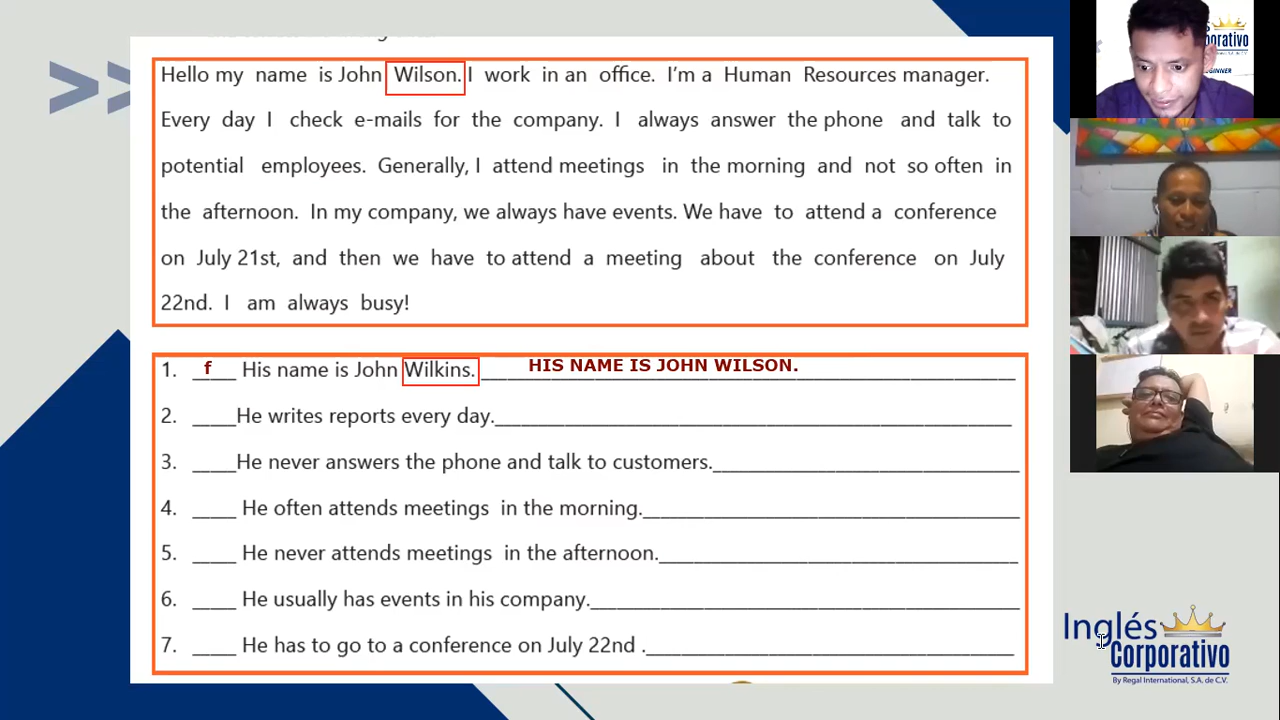 Hello my name is John Wilson. I work in an office. I'm a Human Resources manager.
Every day I check e-mails for the company. I always answer the phone and talk to
potential employees. Generally, I attend meetings in the morning and not so often in
the afternoon. In my company, we always have events. We have to attend a conference
on July 21st, and then we have to attend a meeting about the conference on July
22nd. I am always busy!
1. __f__ His name is John Wilkins. HIS NAME IS JOHN WILSON.
2. ____He writes reports every day.
3. ____He never answers the phone and talk to customers.
4. ____ He often attends meetings in the morning.
5. ____ He never attends meetings in the afternoon.
6. ____ He usually has events in his company.
7. ____ He has to go to a conference on July 22nd .
Inglés
Corporativo
By Regal International, S.A. de C.V.